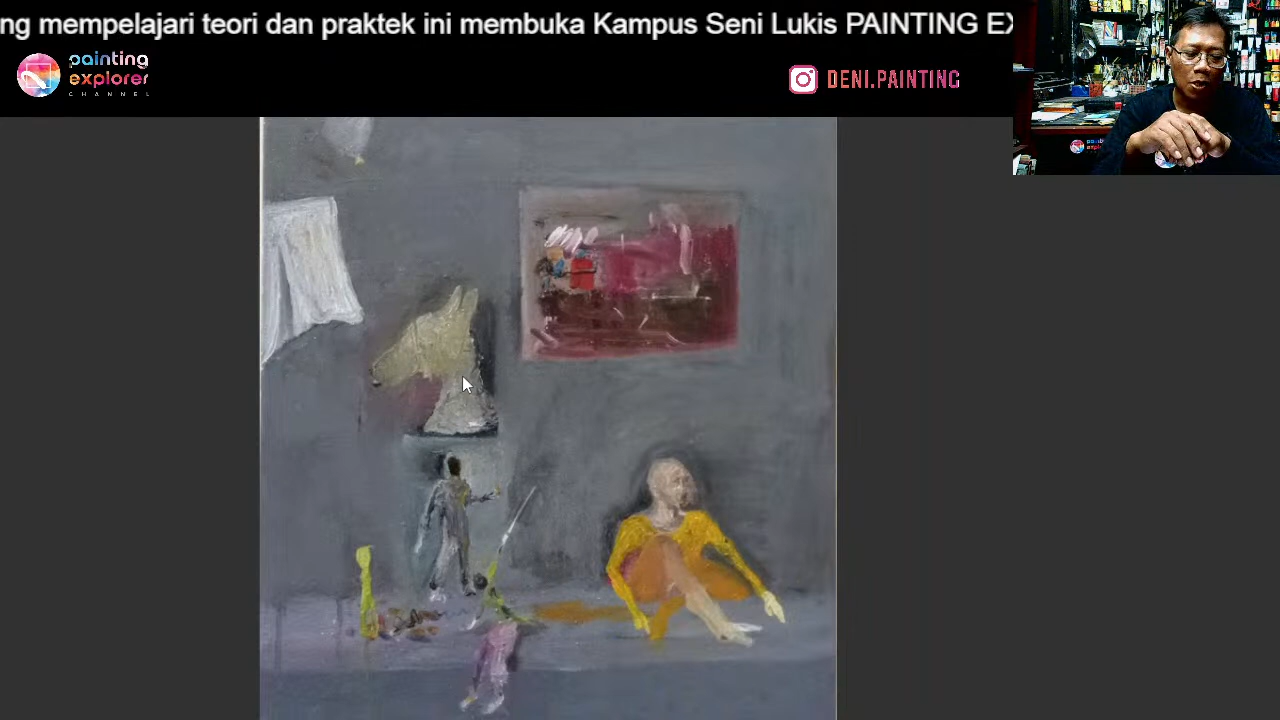 ng mempelajari teori dan praktek ini membuka Kampus Seni Lukis PAINTING EX
painting
explorer
CHANNEL
DENI.PAINTING